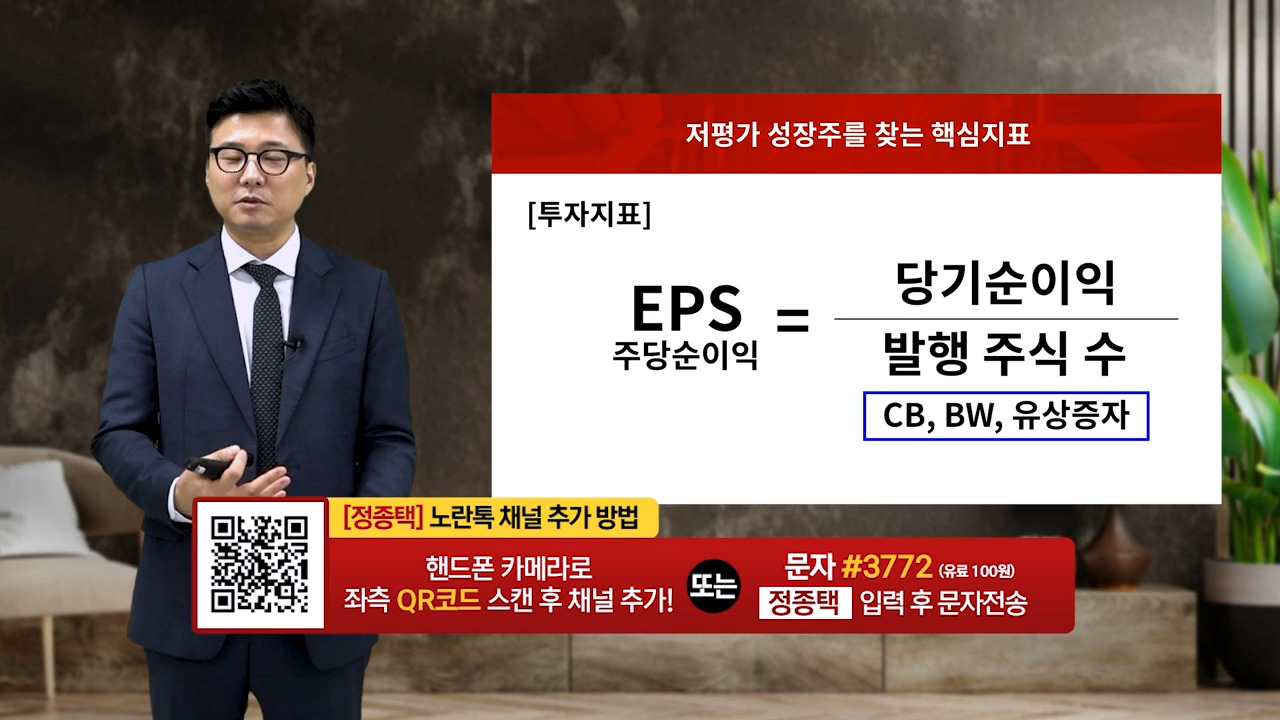 저평가 성장주를 찾는 핵심지표
[투자지표]
EPS
주당순이익
=
당기순이익
발행 주식 수
CB, BW, 유상증자
[정종택] 노란톡 채널 추가 방법
핸드폰 카메라로
좌측 QR코드 스캔 후 채널 추가!
또는
문자 #3772 (유료 100원)
정종택 입력 후 문자전송